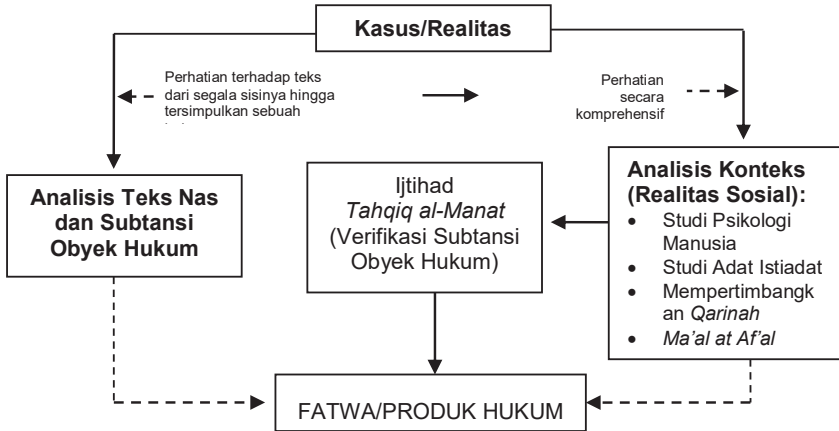 Kasus/Realitas
Perhatian terhadap teks
dari segala sisinya hingga
tersimpulkan sebuah
Perhatian
secara
komprehensif
Analisis Teks Nas
dan Subtansi
Obyek Hukum
Ijtihad
Tahqiq al-Manat
(Verifikasi Subtansi
Obyek Hukum)
Analisis Konteks
(Realitas Sosial):
• Studi Psikologi
Manusia
• Studi Adat Istiadat
• Mempertimbangk
an Qarinah
• Ma’al at Af’al
FATWA/PRODUK HUKUM